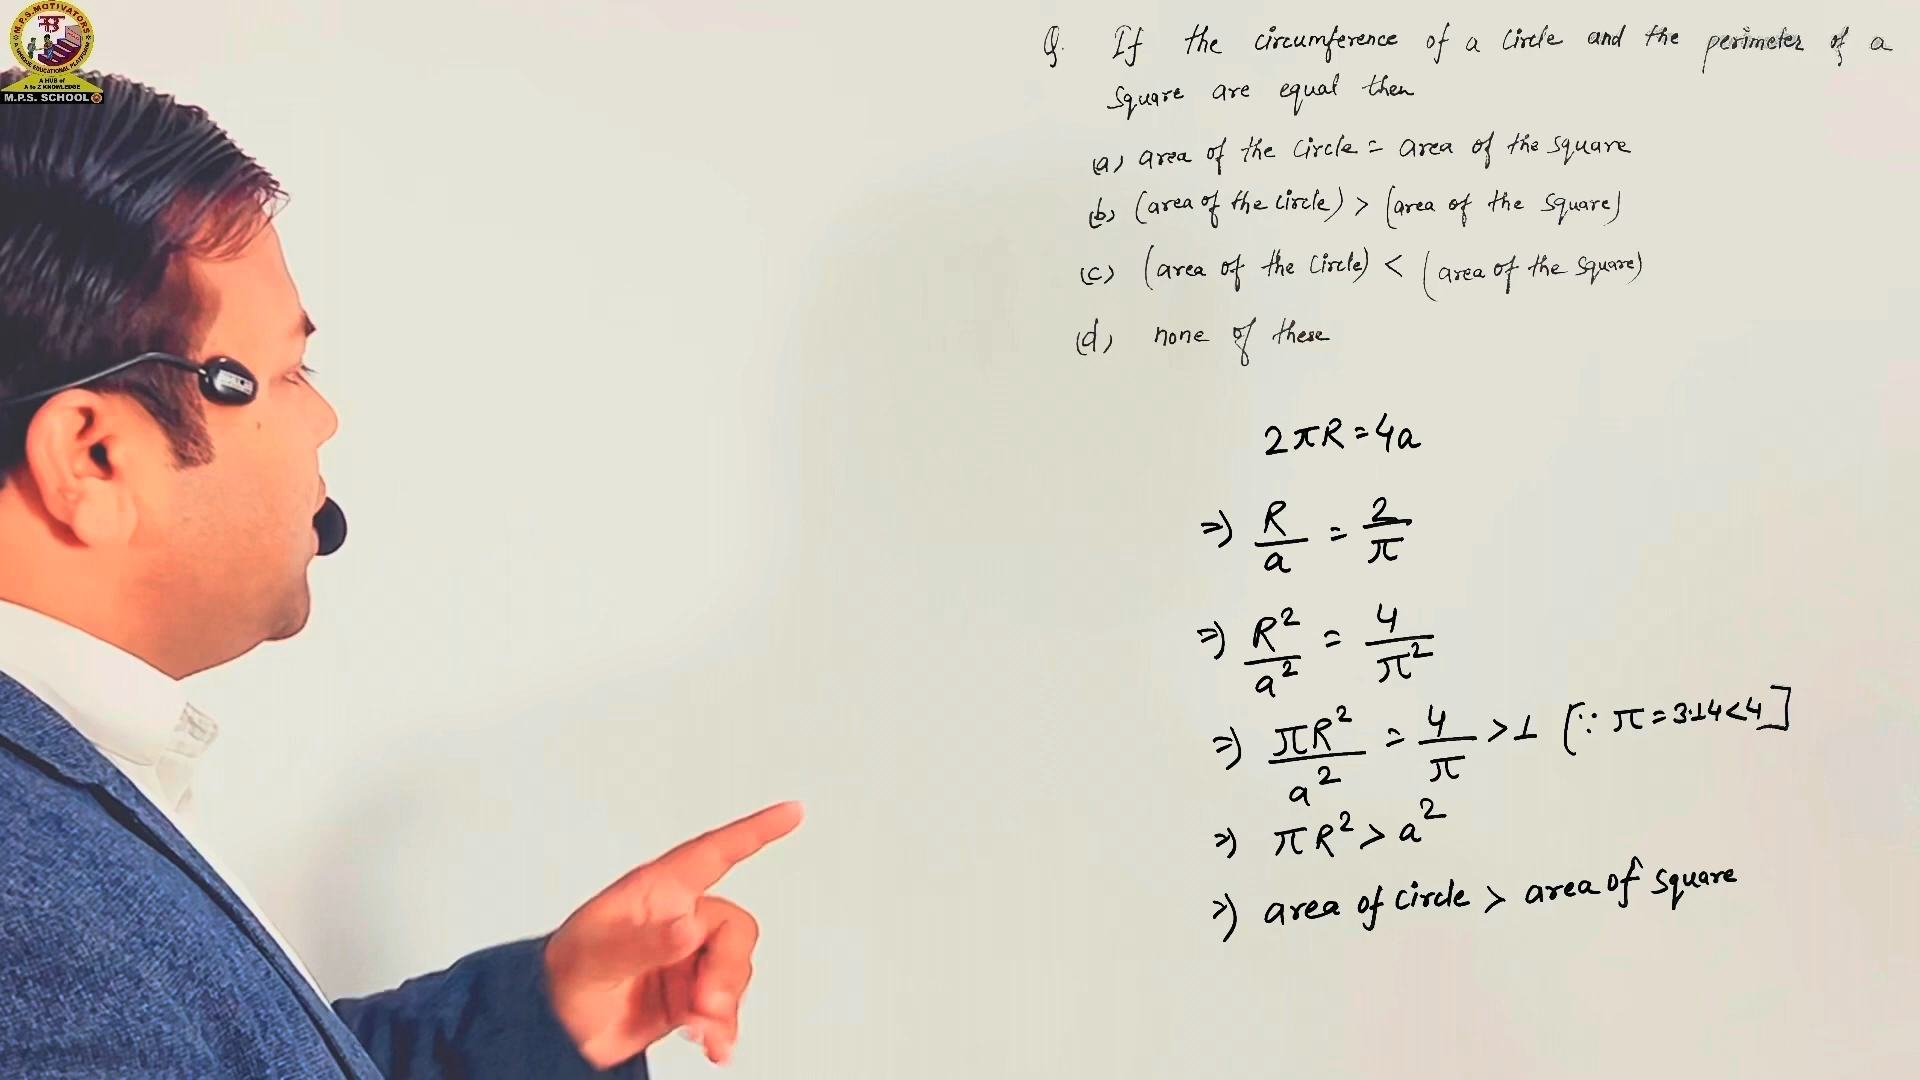 M.P.S. MOTIVATORS
A HUB of
A to Z KNOWLEDGE
M.P.S. SCHOOL
Q. If the circumference of a circle and the perimeter of a
square are equal then
(a) area of the circle = area of the square
(b) (area of the circle) > (area of the square)
(c) (area of the circle) < (area of the square)
(d) none of these
2πR = 4a
⇒) R/a = 2/π
⇒) R²/a² = 4/π²
⇒) πR²/a² = 4/π > 1 [∵ π = 3.14 < 4]
⇒) πR² > a²
⇒) area of circle > area of square